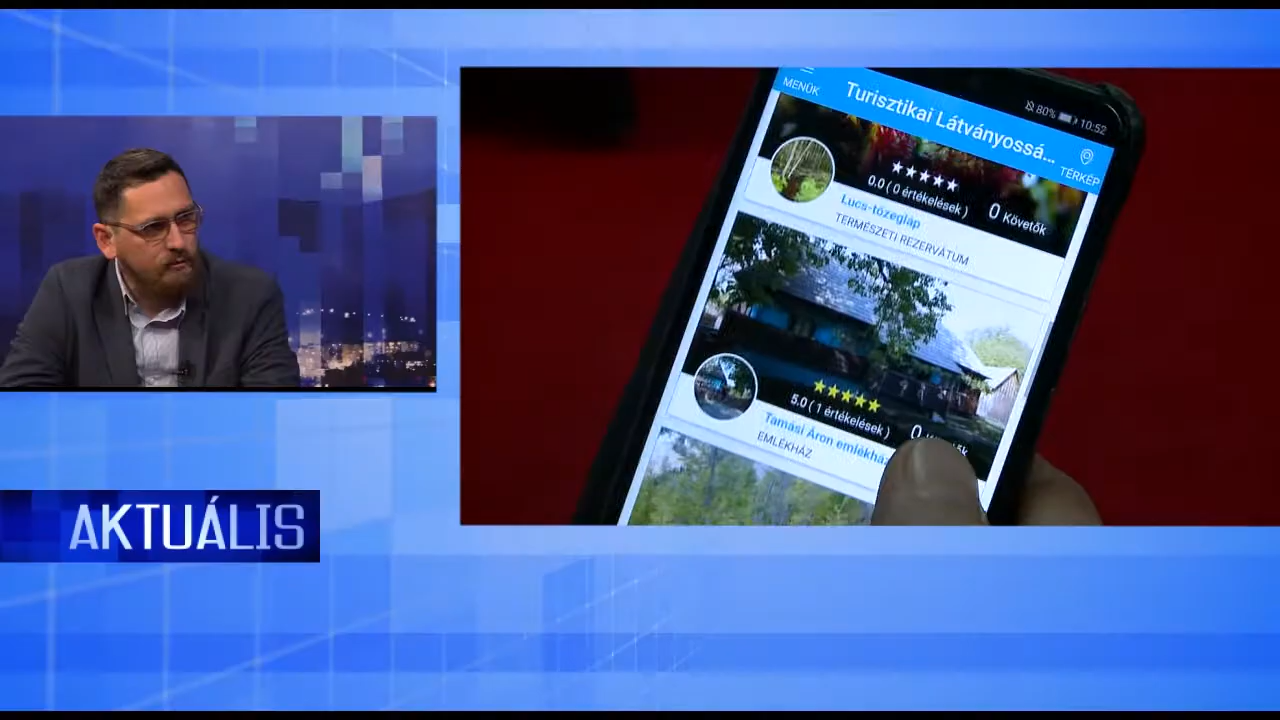 MENÜK
Turisztikai Látványossá...
80% 10:52
TÉRKÉP
0.0 ( 0 értékelések )
0 Követők
Lucs-tőzegláp
TERMÉSZETI REZERVÁTUM
5.0 ( 1 értékelések )
0
Tamási Áron emlékház
EMLÉKHÁZ
AKTUÁLIS